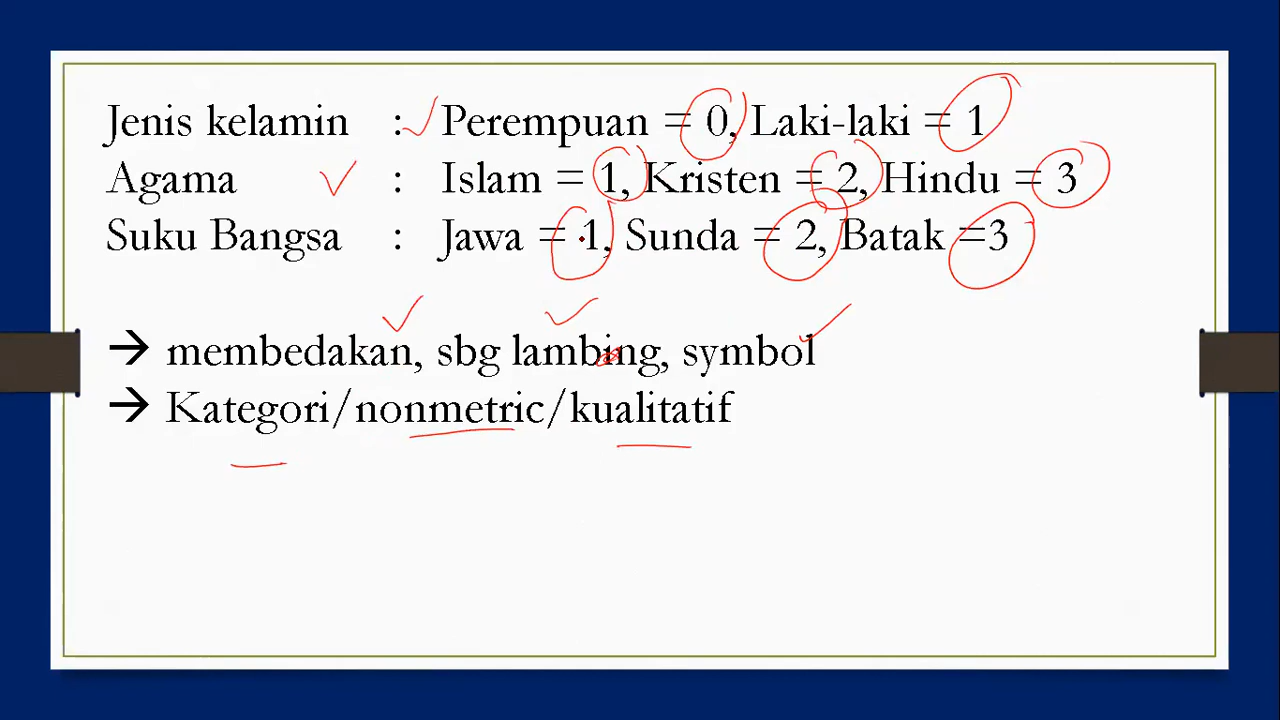 Jenis kelamin : Perempuan = 0, Laki-laki = 1
Agama : Islam = 1, Kristen = 2, Hindu = 3
Suku Bangsa : Jawa = 1, Sunda = 2, Batak =3
→ membedakan, sbg lambing, symbol
→ Kategori/nonmetric/kualitatif